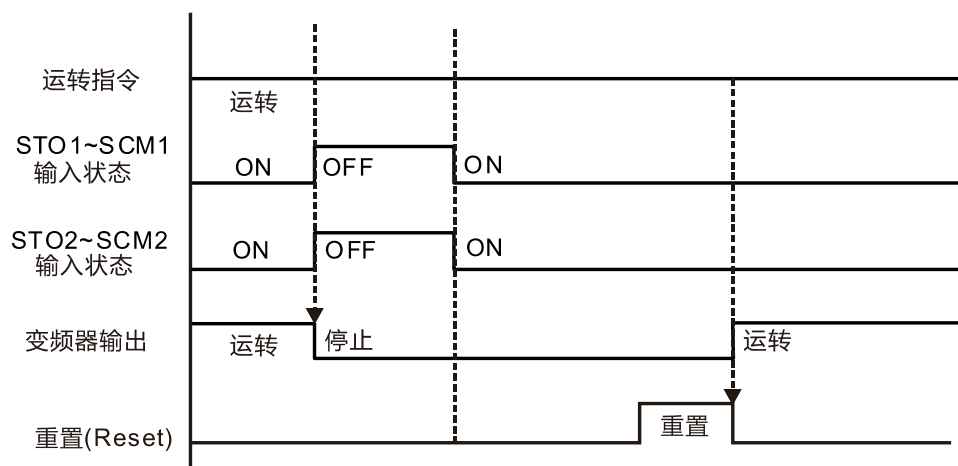 运转指令
运转
STO1~SCM1
输入状态
ON
OFF
ON
STO2~SCM2
输入状态
ON
OFF
ON
变频器输出
运转
停止
运转
重置(Reset)
重置